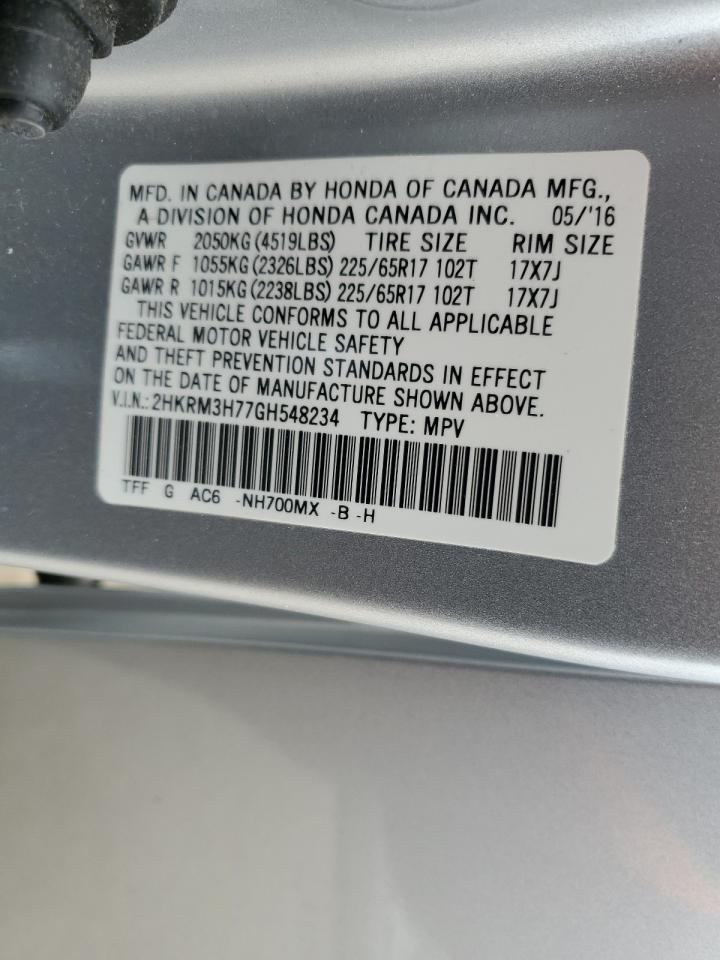 MFD. IN CANADA BY HONDA OF CANADA MFG.,
A DIVISION OF HONDA CANADA INC. 05/'16
GVWR 2050KG (4519LBS) TIRE SIZE RIM SIZE
GAWR F 1055KG (2326LBS) 225/65R17 102T 17X7J
GAWR R 1015KG (2238LBS) 225/65R17 102T 17X7J
THIS VEHICLE CONFORMS TO ALL APPLICABLE
FEDERAL MOTOR VEHICLE SAFETY
AND THEFT PREVENTION STANDARDS IN EFFECT
ON THE DATE OF MANUFACTURE SHOWN ABOVE.
V.I.N.: 2HKRM3H77GH548234 TYPE: MPV
TFF G AC6 -NH700MX -B -H